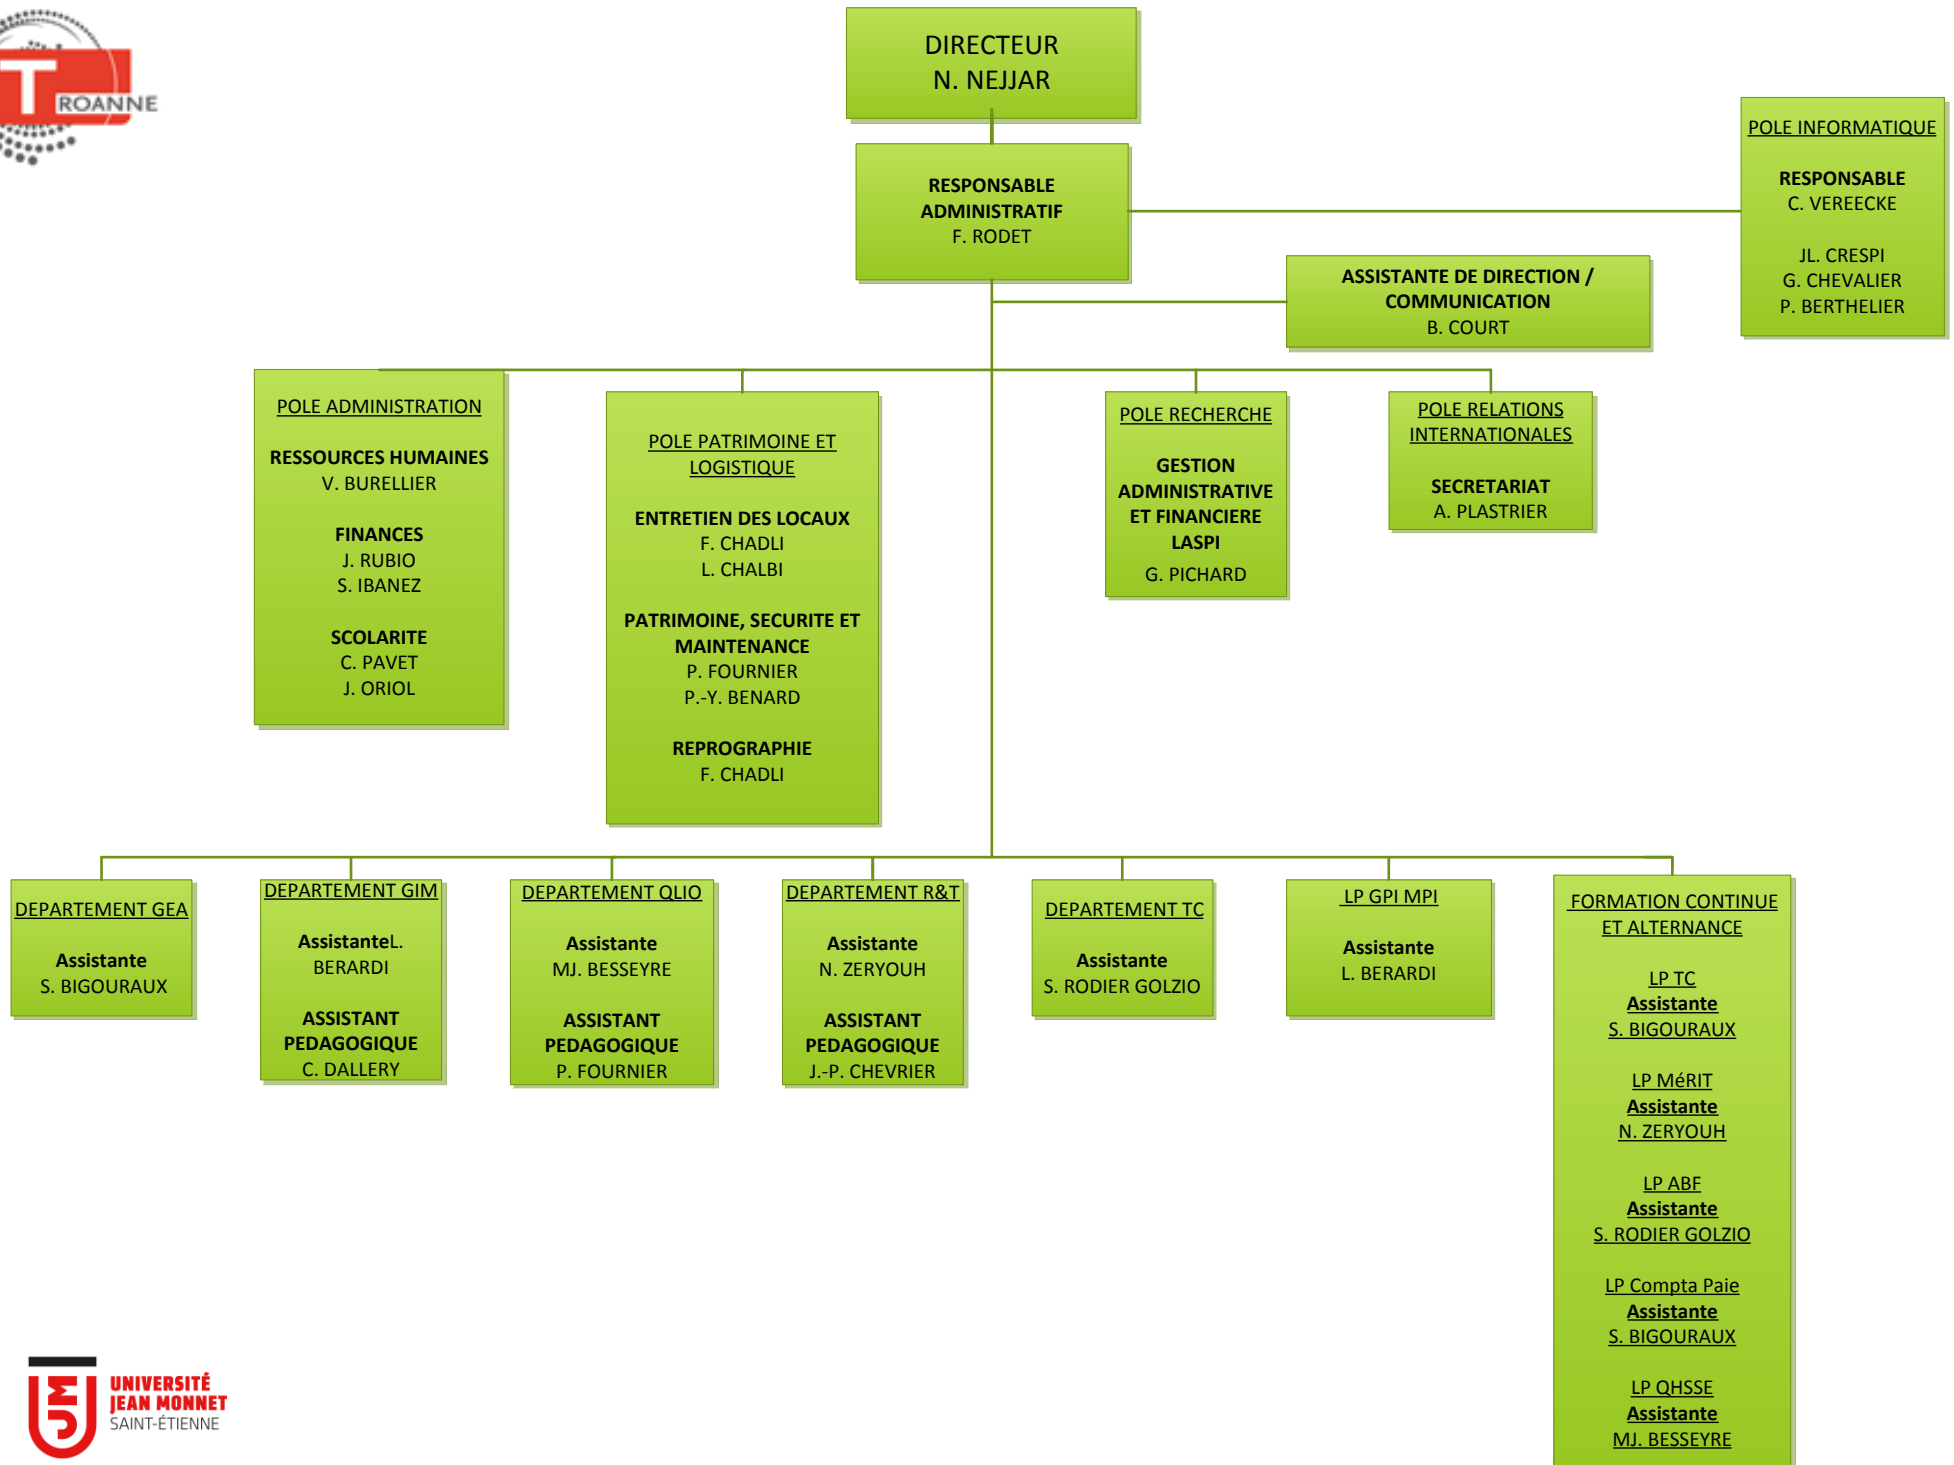 T
ROANNE
DIRECTEUR
N. NEJJAR
RESPONSABLE
ADMINISTRATIF
F. RODET
POLE INFORMATIQUE
RESPONSABLE
C. VEREECKE
JL. CRESPI
G. CHEVALIER
P. BERTHELIER
ASSISTANTE DE DIRECTION /
COMMUNICATION
B. COURT
POLE ADMINISTRATION
RESSOURCES HUMAINES
V. BURELLIER
FINANCES
J. RUBIO
S. IBANEZ
SCOLARITE
C. PAVET
J. ORIOL
POLE PATRIMOINE ET
LOGISTIQUE
ENTRETIEN DES LOCAUX
F. CHADLI
L. CHALBI
PATRIMOINE, SECURITE ET
MAINTENANCE
P. FOURNIER
P.-Y. BENARD
REPROGRAPHIE
F. CHADLI
POLE RECHERCHE
GESTION
ADMINISTRATIVE
ET FINANCIERE
LASPI
G. PICHARD
POLE RELATIONS
INTERNATIONALES
SECRETARIAT
A. PLASTRIER
DEPARTEMENT GEA
Assistante
S. BIGOURAUX
DEPARTEMENT GIM
AssistanteL.
BERARDI
ASSISTANT
PEDAGOGIQUE
C. DALLERY
DEPARTEMENT QLIO
Assistante
MJ. BESSEYRE
ASSISTANT
PEDAGOGIQUE
P. FOURNIER
DEPARTEMENT R&T
Assistante
N. ZERYOUH
ASSISTANT
PEDAGOGIQUE
J.-P. CHEVRIER
DEPARTEMENT TC
Assistante
S. RODIER GOLZIO
LP GPI MPI
Assistante
L. BERARDI
FORMATION CONTINUE
ET ALTERNANCE
LP TC
Assistante
S. BIGOURAUX
LP MéRIT
Assistante
N. ZERYOUH
LP ABF
Assistante
S. RODIER GOLZIO
LP Compta Paie
Assistante
S. BIGOURAUX
LP QHSSE
Assistante
MJ. BESSEYRE
UJM
UNIVERSITÉ
JEAN MONNET
SAINT-ÉTIENNE